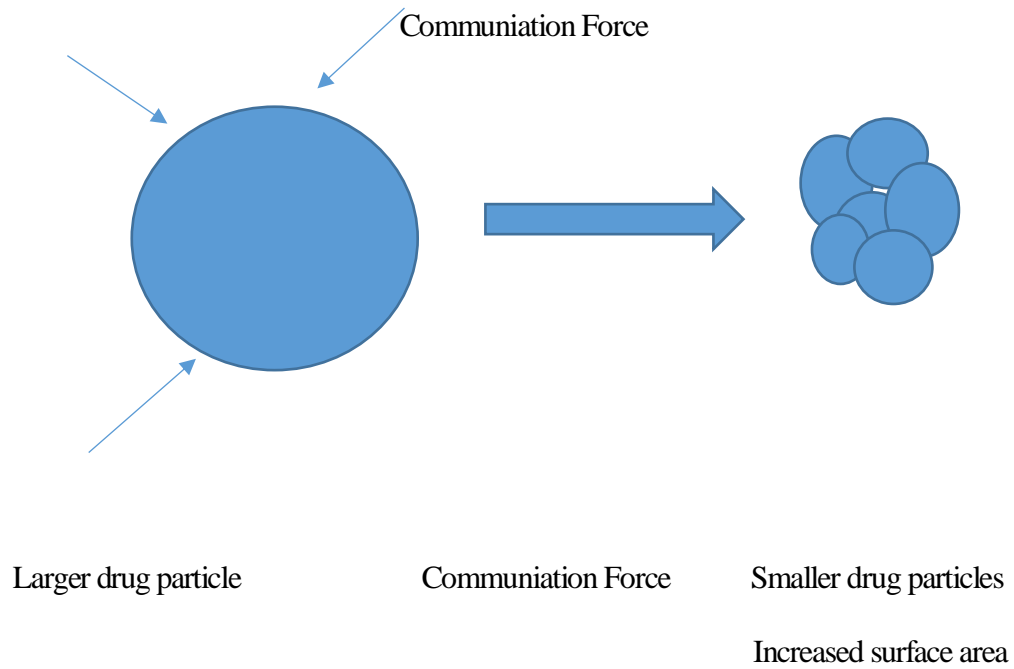 Communiation Force
Larger drug particle Communiation Force Smaller drug particles
Increased surface area